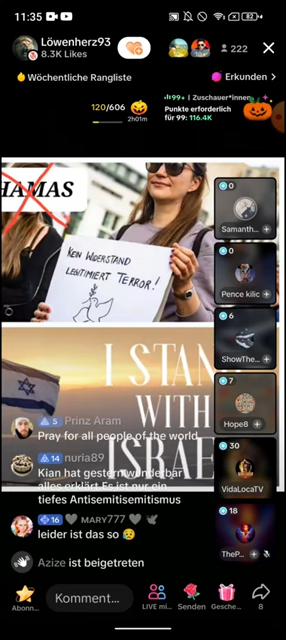 11:35
82
Löwenherz93
8.3K Likes
222
Wöchentliche Rangliste
Erkunden >
120/606
2h01m
99+ | Zuschauer*innen
Punkte erforderlich
für 99: 116.4K
HAMAS
KEIN WIDERSTAND
LEGITIMIERT TERROR!
0
Samanth...
0
Pence kilic
6
ShowThe...
7
Hope8
30
VidaLocaTV
18
TheP...
I STAN
WITH
ISRAE
5 Prinz Aram
Pray for all people of the world
14 nuria89
Kian hat gestern wunderbar
alles erklärt Es ist nur ein
tiefes Antisemitisemitismus
16 MARY777
leider ist das so
Azize ist beigetreten
Abonn...
Komment...
LIVE mi...
Senden
Gesche...
8